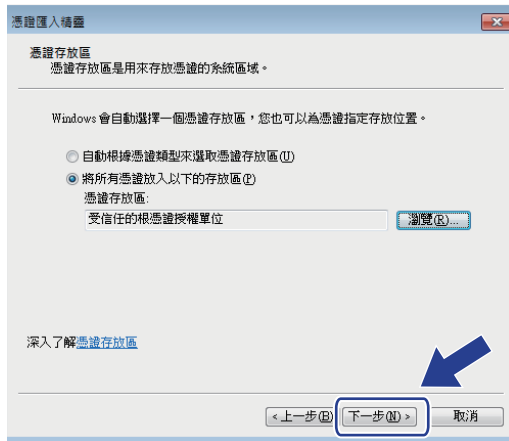 憑證匯入精靈
憑證存放區
憑證存放區是用來存放憑證的系統區域。
Windows 會自動選擇一個憑證存放區，您也可以為憑證指定存放位置。
自動根據憑證類型來選取憑證存放區(U)
將所有憑證放入以下的存放區(P)
憑證存放區:
受信任的根憑證授權單位
瀏覽(R)...
深入了解憑證存放區
< 上一步(B) 下一步(N) > 取消